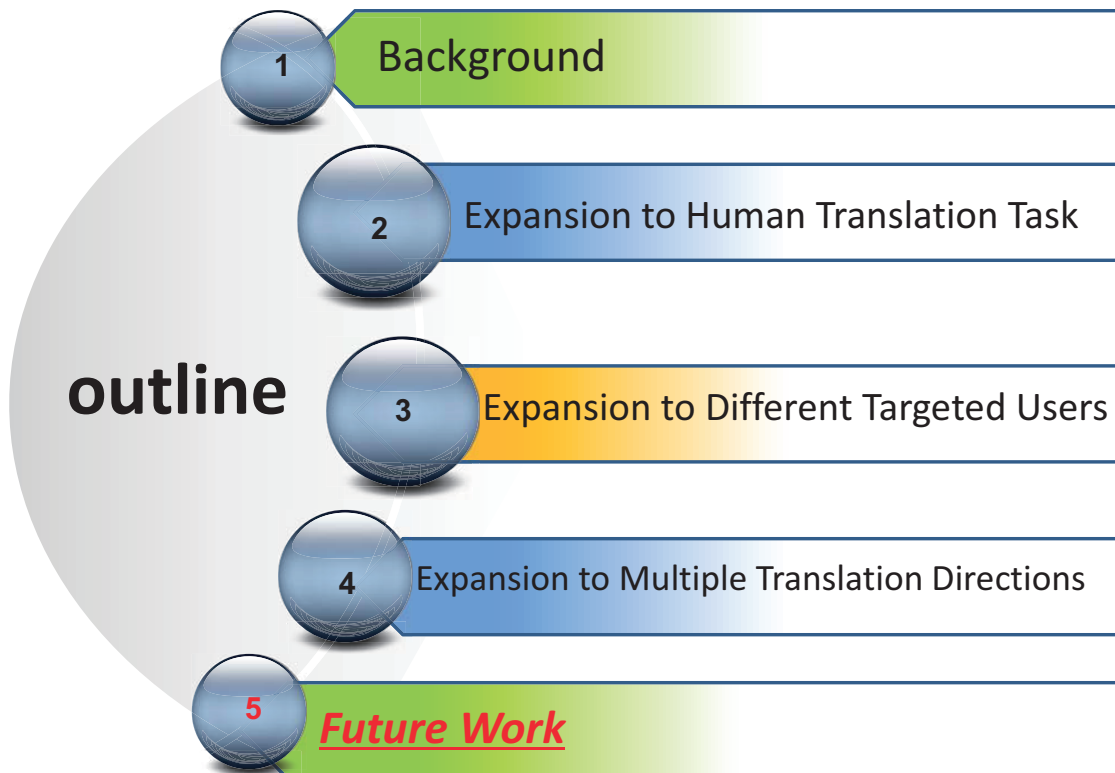 1 Background
2 Expansion to Human Translation Task
outline
3 Expansion to Different Targeted Users
4 Expansion to Multiple Translation Directions
5 Future Work